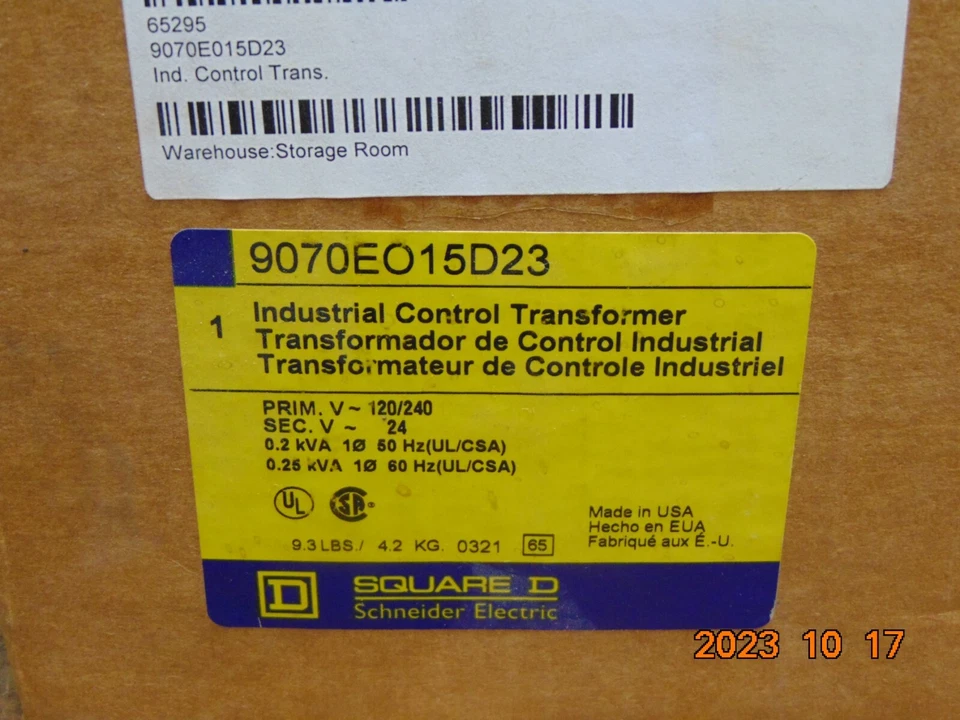 65295
9070E015D23
Ind. Control Trans.
Warehouse:Storage Room
9070EO15D23
1
Industrial Control Transformer
Transformador de Control Industrial
Transformateur de Controle Industriel
PRIM. V ~ 120/240
SEC. V ~ 24
0.2 kVA 1Ø 50 Hz(UL/CSA)
0.25 kVA 1Ø 60 Hz(UL/CSA)
UL SA
Made in USA
Hecho en EUA
Fabriqué aux É.-U.
9.3 LBS./ 4.2 KG. 0321 65
D SQUARE D
Schneider Electric
2023 10 17